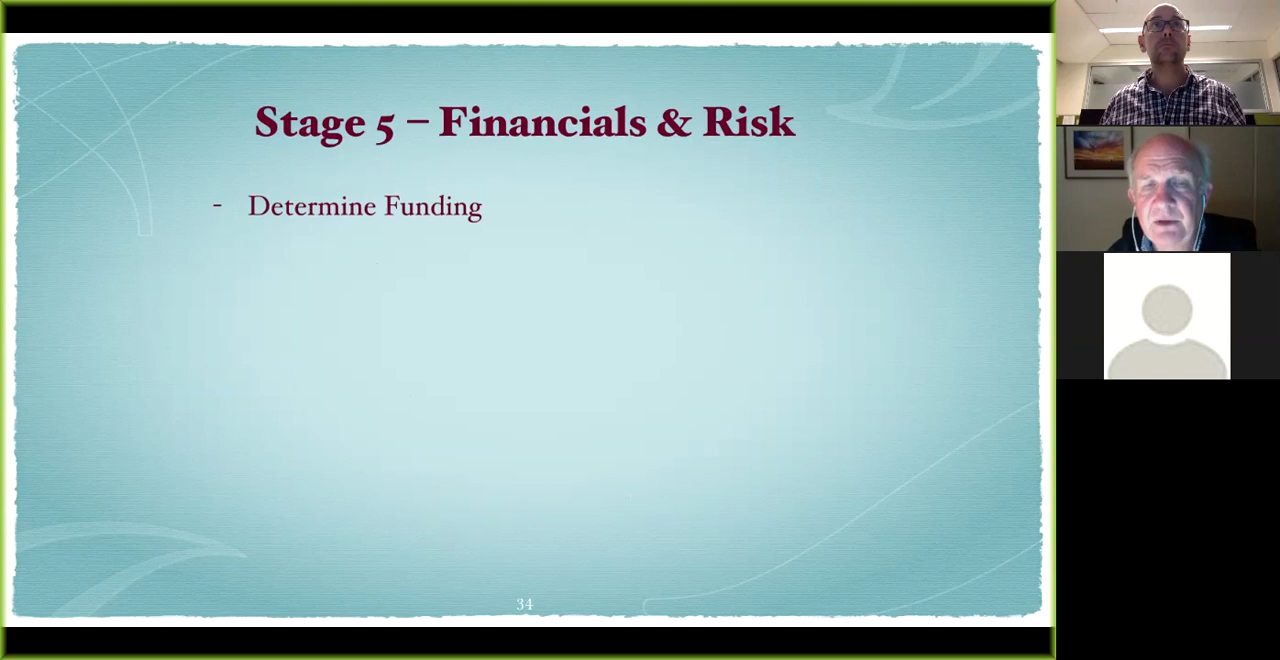 Stage 5 – Financials & Risk
- Determine Funding
34